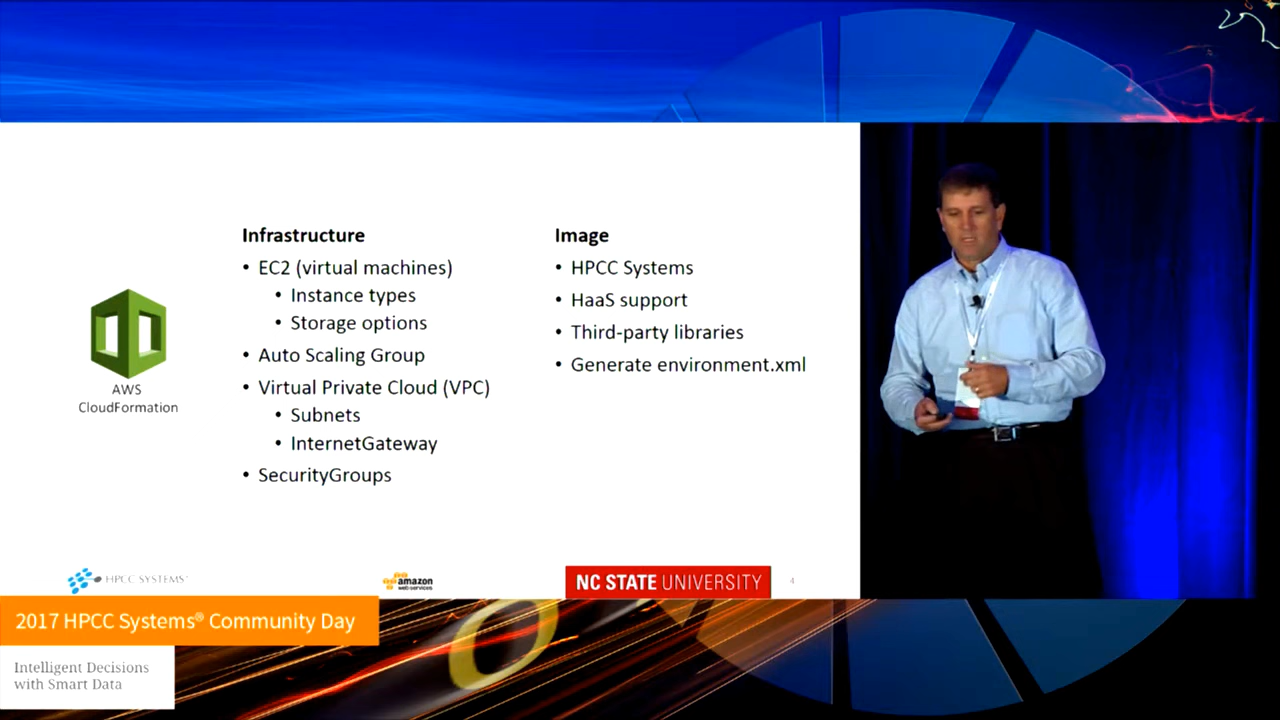 Infrastructure
• EC2 (virtual machines)
• Instance types
• Storage options
• Auto Scaling Group
• Virtual Private Cloud (VPC)
• Subnets
• InternetGateway
• SecurityGroups
Image
• HPCC Systems
• HaaS support
• Third-party libraries
• Generate environment.xml
AWS
CloudFormation
HPCC SYSTEMS
amazon
web services
NC STATE UNIVERSITY
4
2017 HPCC Systems® Community Day
Intelligent Decisions
with Smart Data